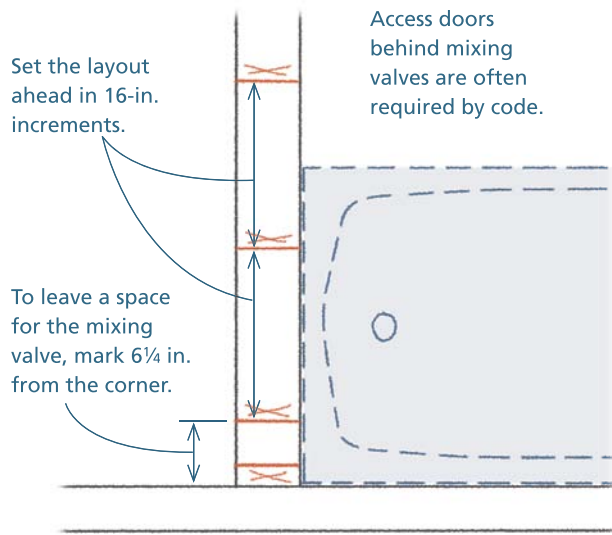 Access doors
behind mixing
valves are often
required by code.
Set the layout
ahead in 16-in.
increments.
To leave a space
for the mixing
valve, mark 6¼ in.
from the corner.